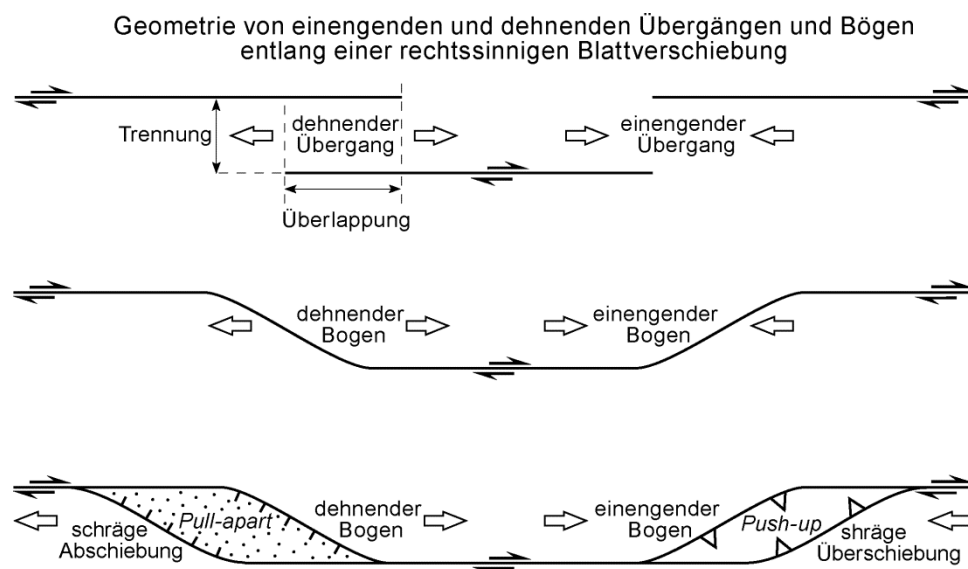 Geometrie von einengenden und dehnenden Übergängen und Bögen
entlang einer rechtssinnigen Blattverschiebung
Trennung
dehnender
Übergang
einengender
Übergang
Überlappung
dehnender
Bogen
einengender
Bogen
schräge
Abschiebung
Pull-apart
dehnender
Bogen
einengender
Bogen
Push-up
shräge
Überschiebung